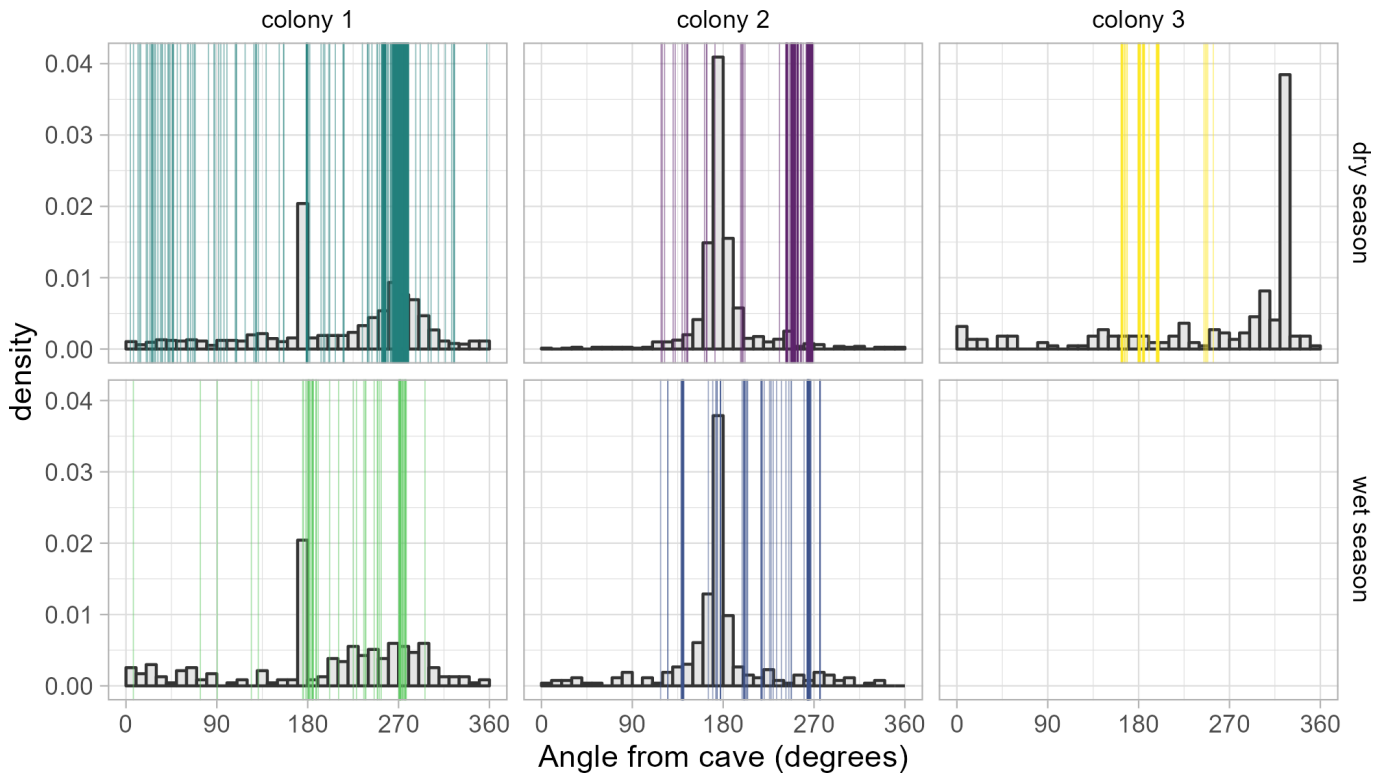 colony 1
colony 2
colony 3
density
0.04
0.03
0.02
0.01
0.00
dry season
0.04
0.03
0.02
0.01
0.00
wet season
0 90 180 270 360
0 90 180 270 360
0 90 180 270 360
Angle from cave (degrees)